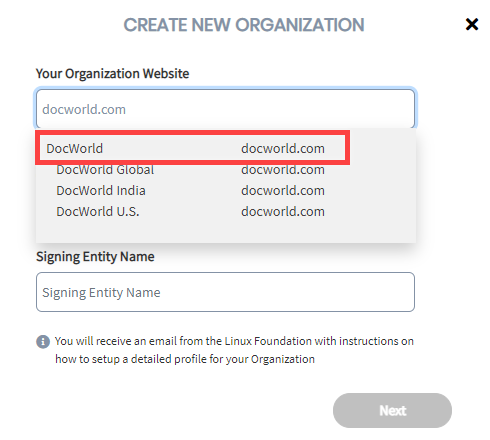 CREATE NEW ORGANIZATION
Your Organization Website
docworld.com
DocWorld docworld.com
DocWorld Global docworld.com
DocWorld India docworld.com
DocWorld U.S. docworld.com
Signing Entity Name
Signing Entity Name
You will receive an email from the Linux Foundation with instructions on
how to setup a detailed profile for your Organization
Next